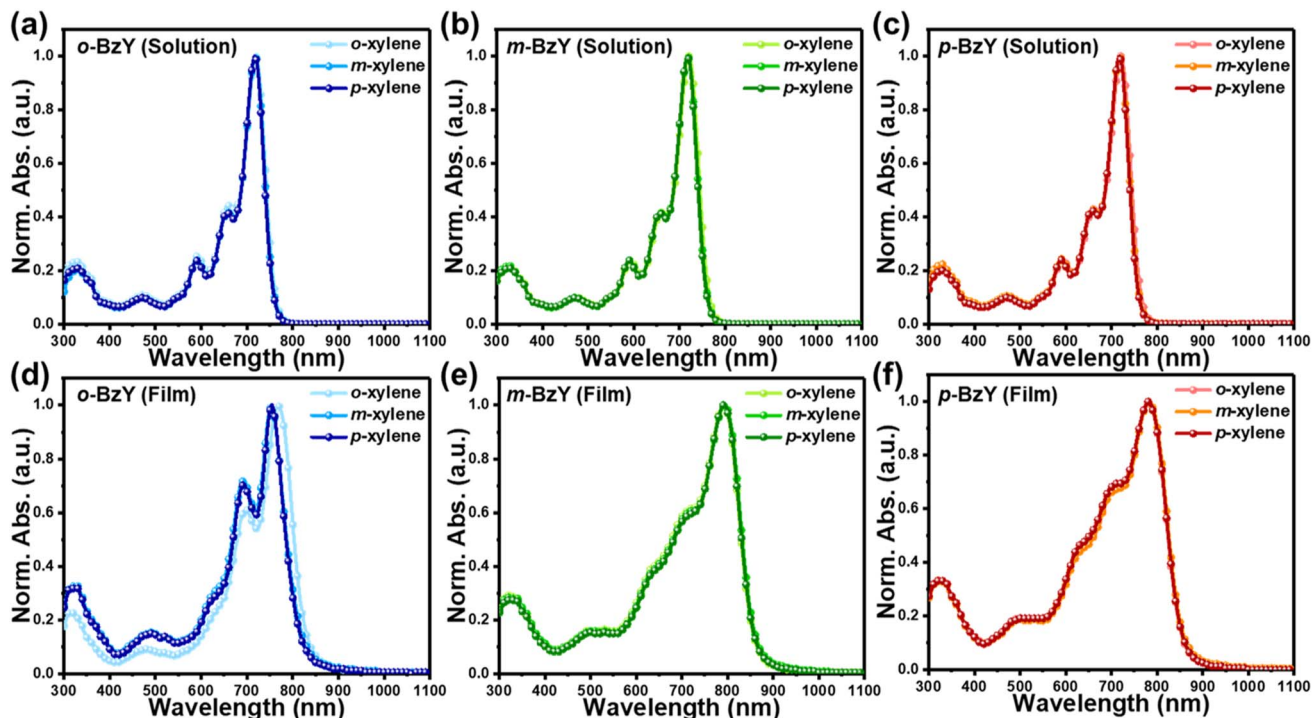 (a)
o-BzY (Solution)
o-xylene
m-xylene
p-xylene
Norm. Abs. (a.u.)
1.0
0.8
0.6
0.4
0.2
0.0
300 400 500 600 700 800 900 1000 1100
Wavelength (nm)
(b)
m-BzY (Solution)
o-xylene
m-xylene
p-xylene
Norm. Abs. (a.u.)
1.0
0.8
0.6
0.4
0.2
0.0
300 400 500 600 700 800 900 1000 1100
Wavelength (nm)
(c)
p-BzY (Solution)
o-xylene
m-xylene
p-xylene
Norm. Abs. (a.u.)
1.0
0.8
0.6
0.4
0.2
0.0
300 400 500 600 700 800 900 1000 1100
Wavelength (nm)
(d)
o-BzY (Film)
o-xylene
m-xylene
p-xylene
Norm. Abs. (a.u.)
1.0
0.8
0.6
0.4
0.2
0.0
300 400 500 600 700 800 900 1000 1100
Wavelength (nm)
(e)
m-BzY (Film)
o-xylene
m-xylene
p-xylene
Norm. Abs. (a.u.)
1.0
0.8
0.6
0.4
0.2
0.0
300 400 500 600 700 800 900 1000 1100
Wavelength (nm)
(f)
p-BzY (Film)
o-xylene
m-xylene
p-xylene
Norm. Abs. (a.u.)
1.0
0.8
0.6
0.4
0.2
0.0
300 400 500 600 700 800 900 1000 1100
Wavelength (nm)